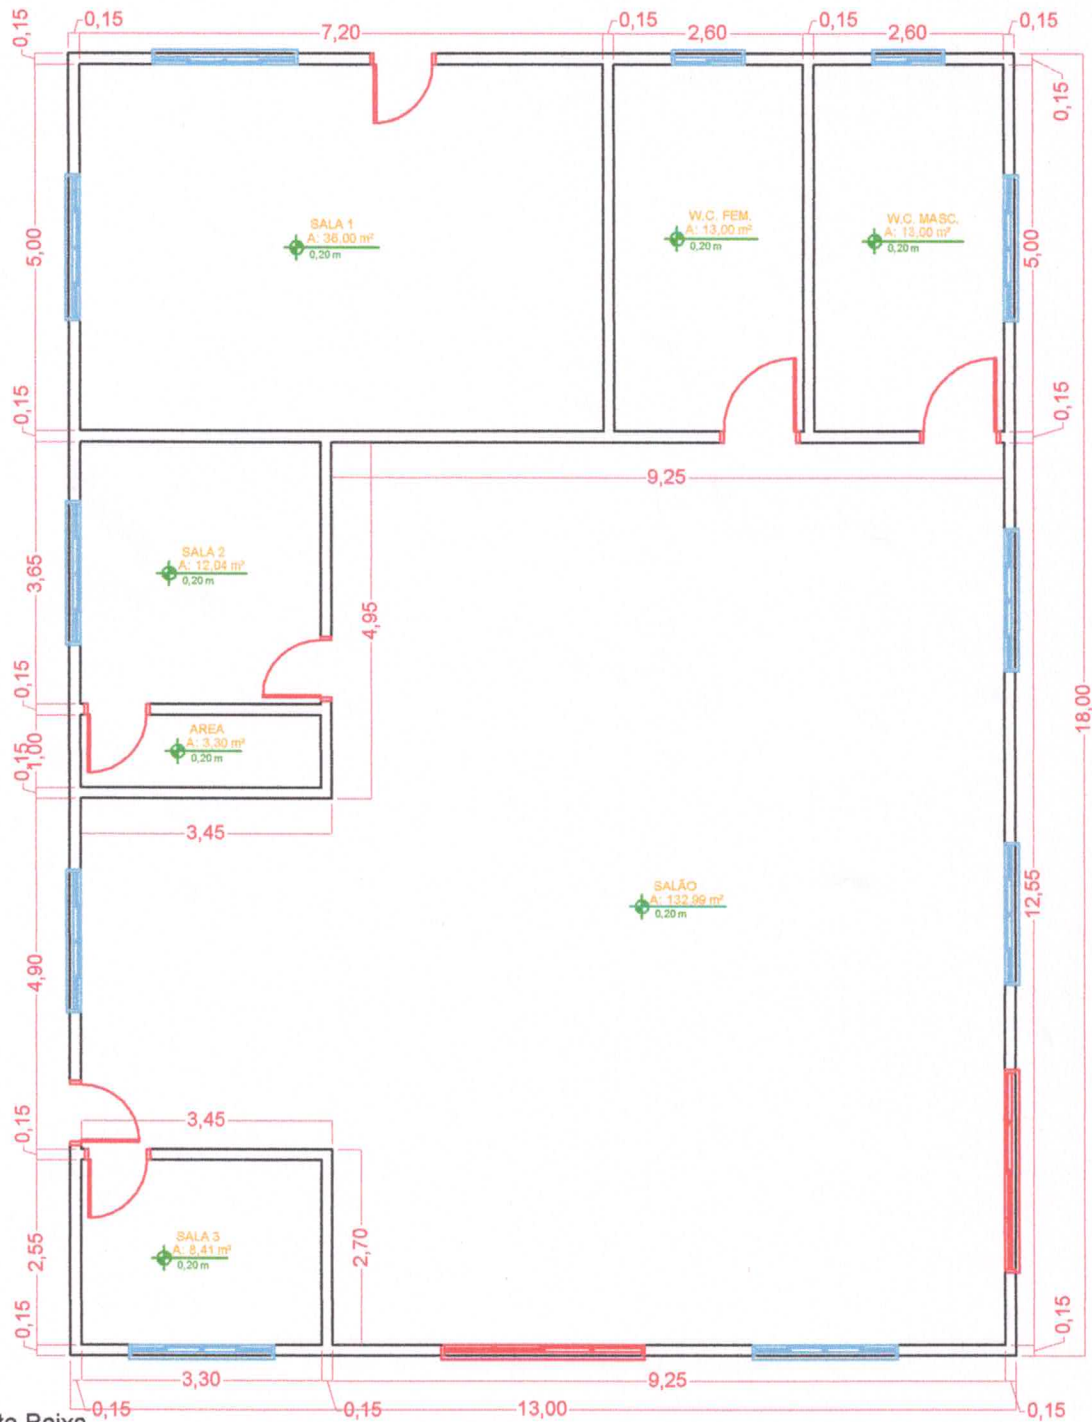 0,15
0,15
0,15
0,15
0,15
7,20
2,60
2,60
0,15
5,00
SALA 1
A: 36,00 m²
0,20 m
W.C. FEM.
A: 13,00 m²
0,20 m
W.C. MASC.
A: 13,00 m²
0,20 m
5,00
0,15
0,15
9,25
SALA 2
A: 12,04 m²
0,20 m
3,65
4,95
0,15
18,00
AREA
A: 3,30 m²
0,20 m
1,00
0,15
3,45
SALÃO
A: 132,99 m²
0,20 m
12,55
4,90
3,45
0,15
SALA 3
A: 8,41 m²
0,20 m
2,55
2,70
0,15
0,15
3,30
9,25
0,15
0,15
13,00
0,15